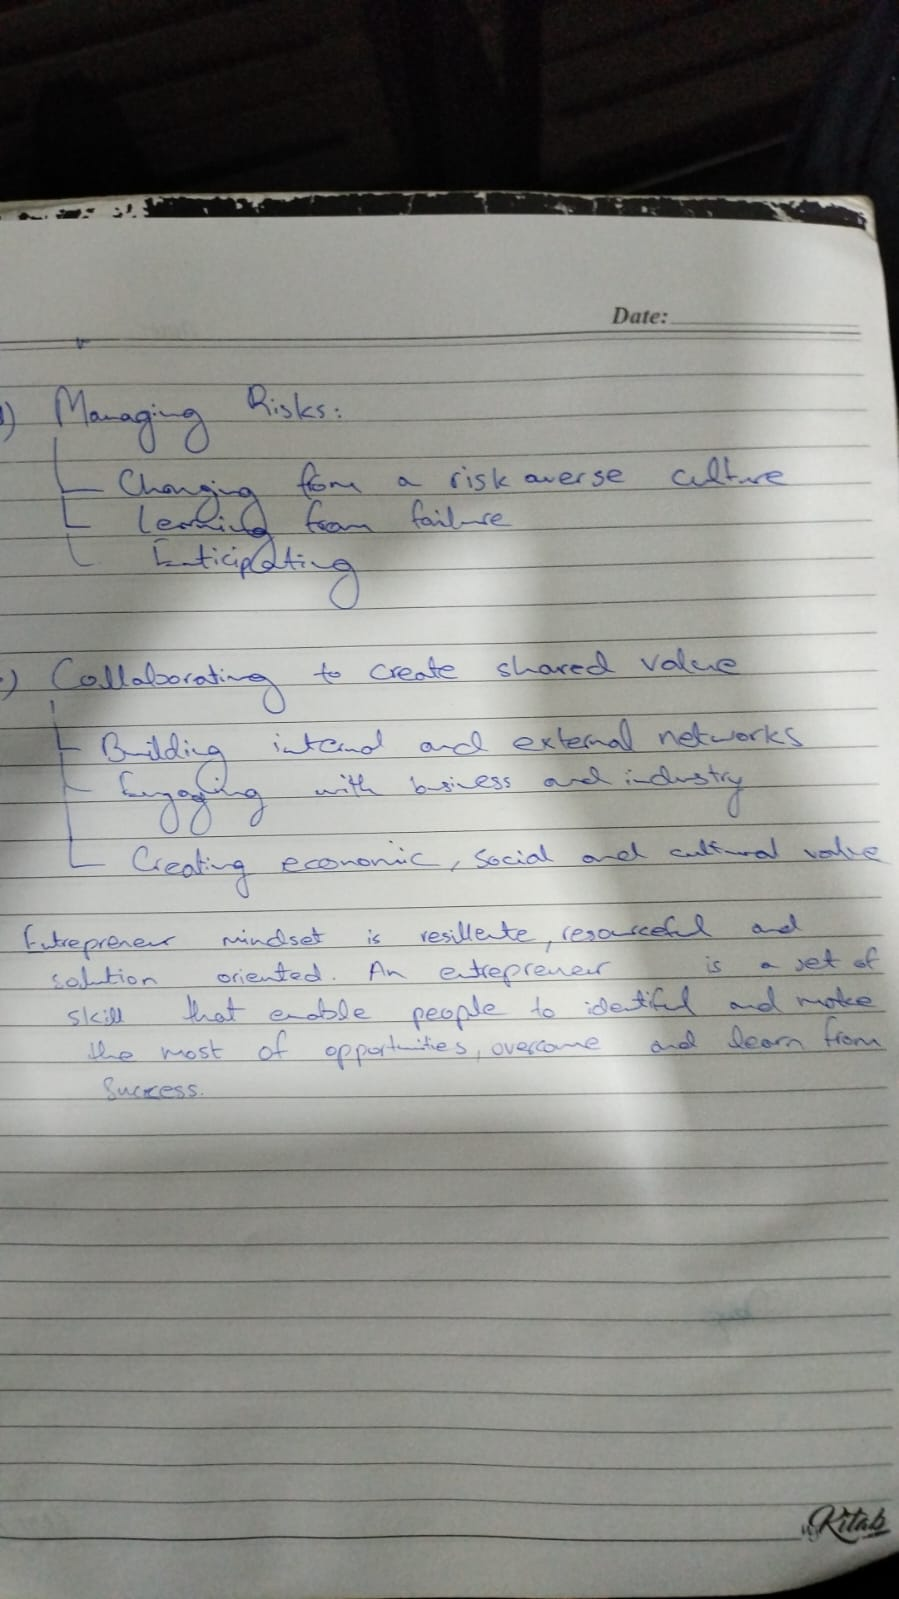 Date:
) Managing Risks:
Changing from a risk averse culture
learning from failure
Enticipating
) Collaborating to create shared value
Building internal and external networks
Engaging with business and industry
Creating economic, social and cultural value
Entrepreneur mindset is resillente, resourceful and
solution oriented. An entrepreneur is a set of
skill that enable people to identiful and make
the most of opportunities, overcome and learn from
Success.
Kitab